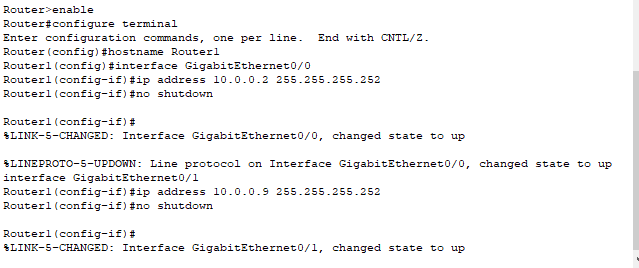 Router>enable
Router#configure terminal
Enter configuration commands, one per line.  End with CNTL/Z.
Router(config)#hostname Router1
Router1(config)#interface GigabitEthernet0/0
Router1(config-if)#ip address 10.0.0.2 255.255.255.252
Router1(config-if)#no shutdown

Router1(config-if)#
%LINK-5-CHANGED: Interface GigabitEthernet0/0, changed state to up

%LINEPROTO-5-UPDOWN: Line protocol on Interface GigabitEthernet0/0, changed state to up
interface GigabitEthernet0/1
Router1(config-if)#ip address 10.0.0.9 255.255.255.252
Router1(config-if)#no shutdown

Router1(config-if)#
%LINK-5-CHANGED: Interface GigabitEthernet0/1, changed state to up